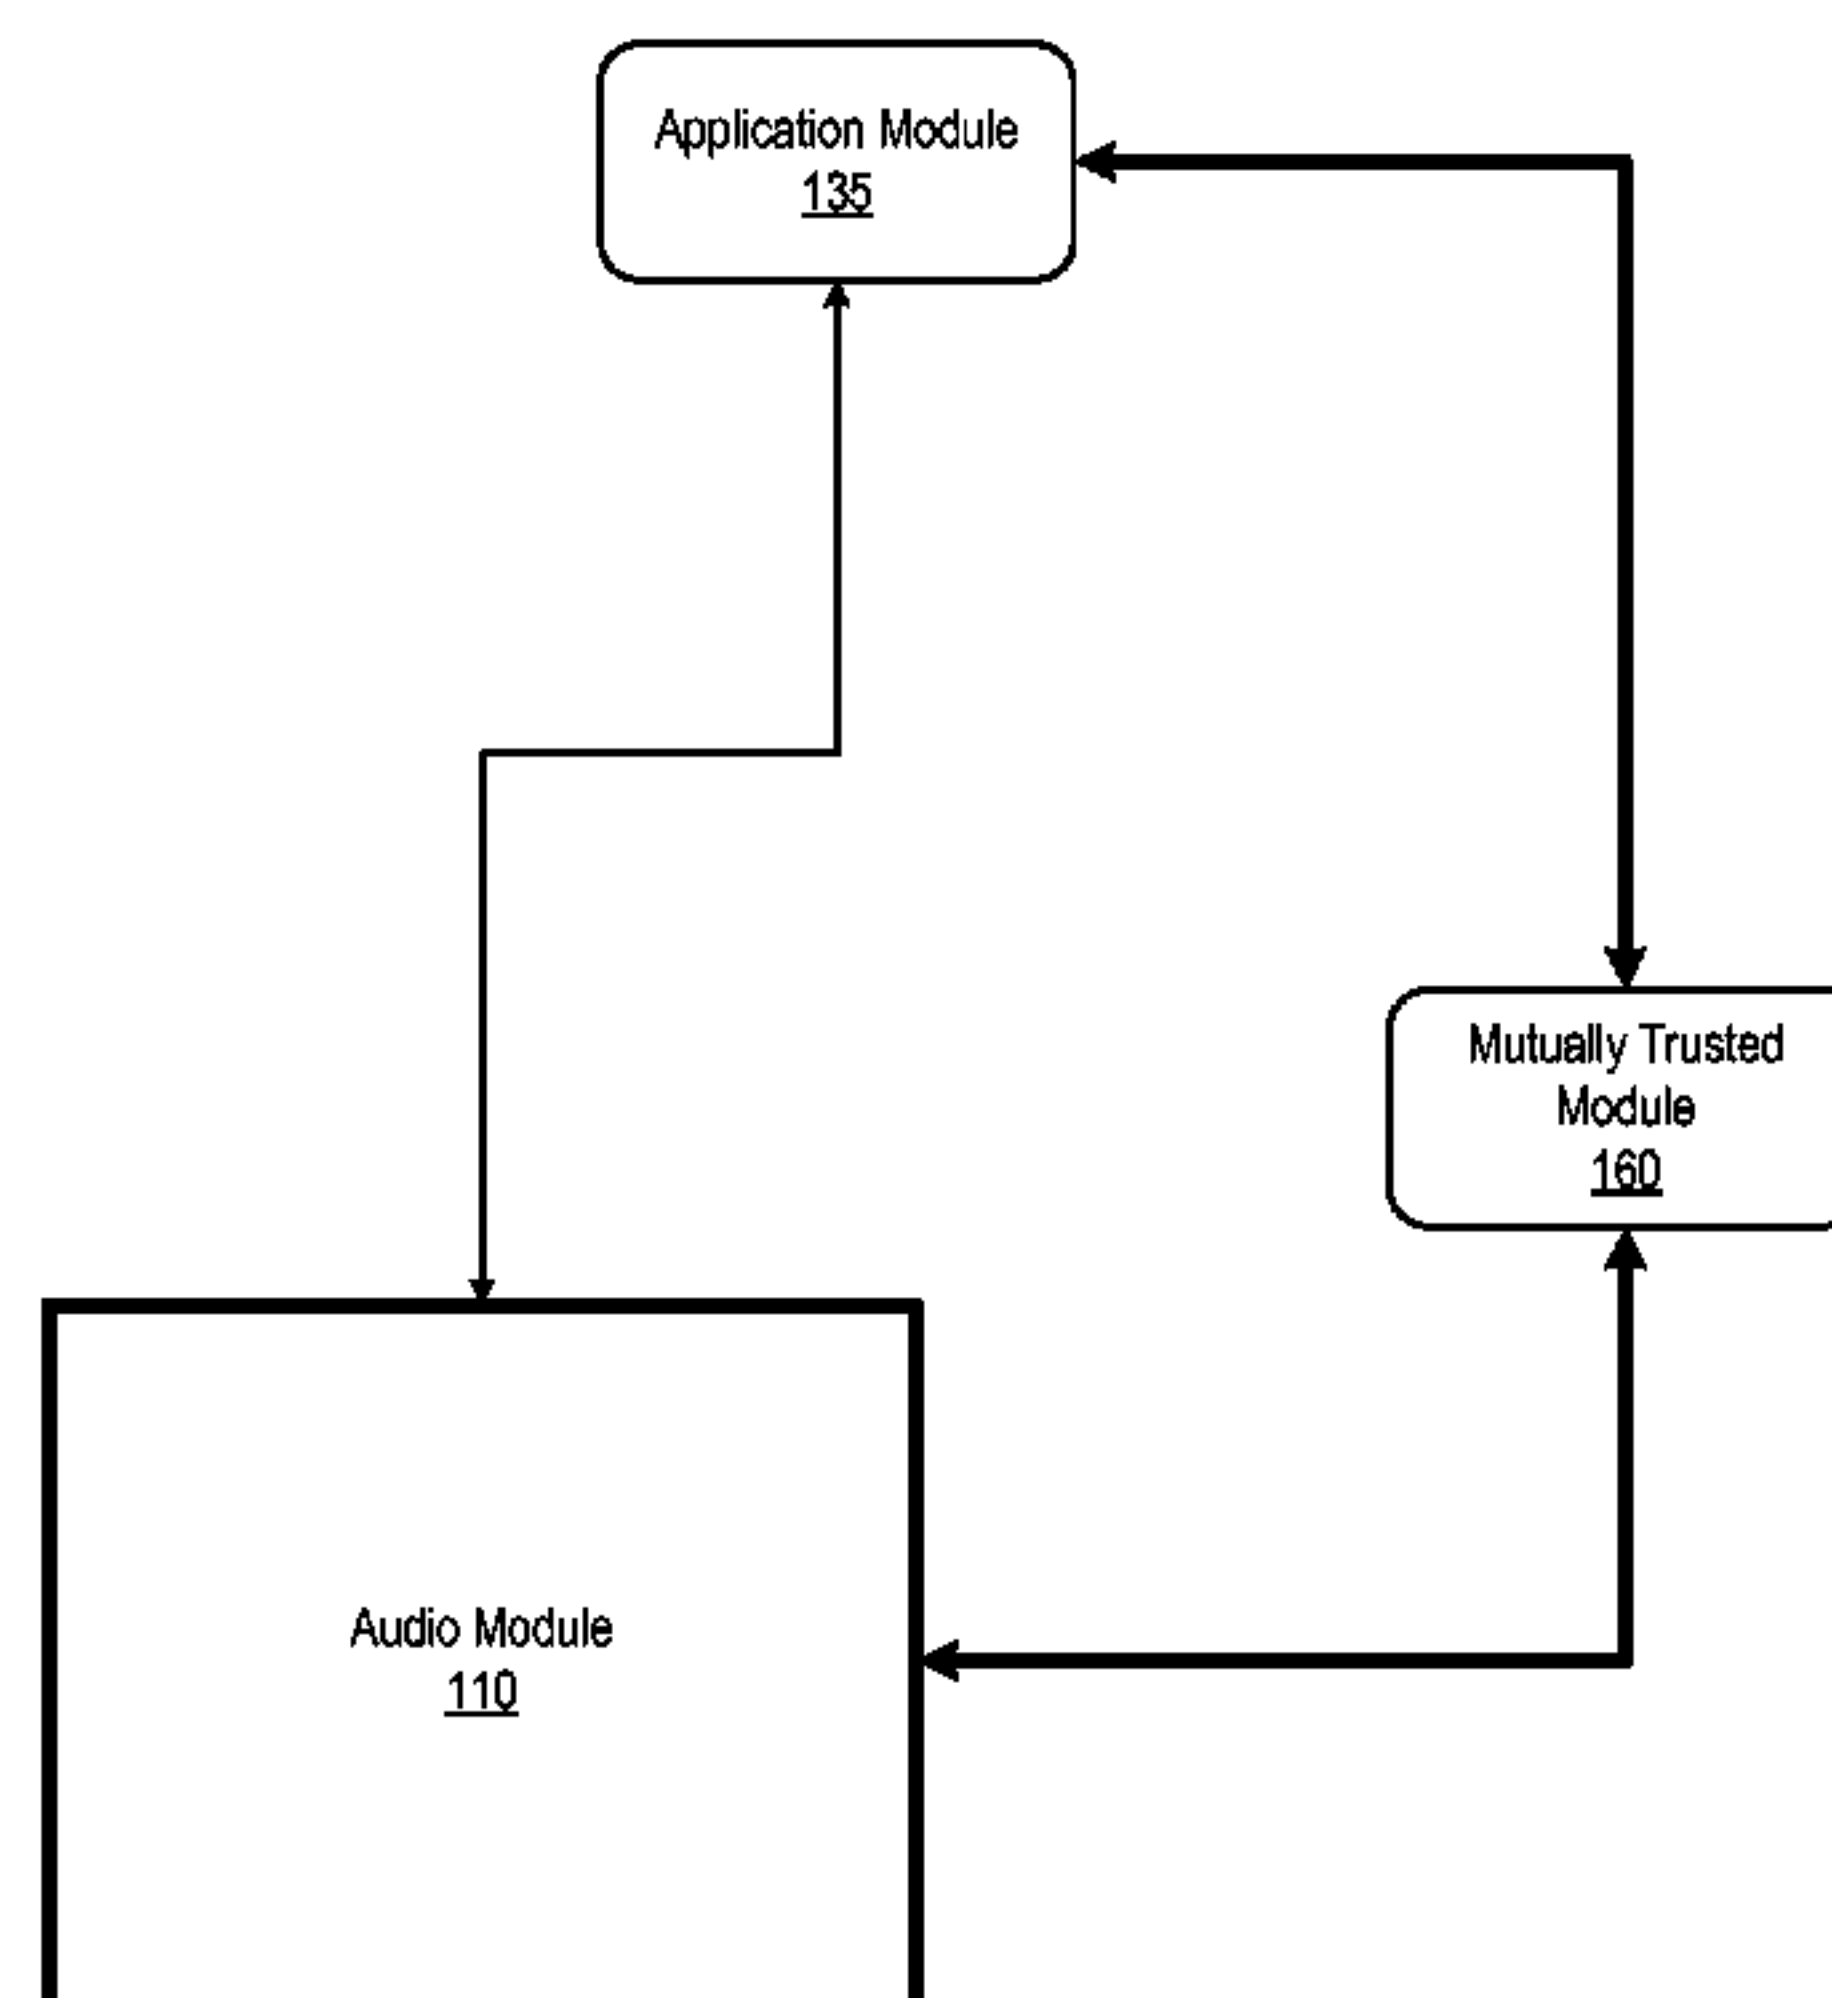 Application Module
135
Mutually Trusted
Module
160
Audio Module
110